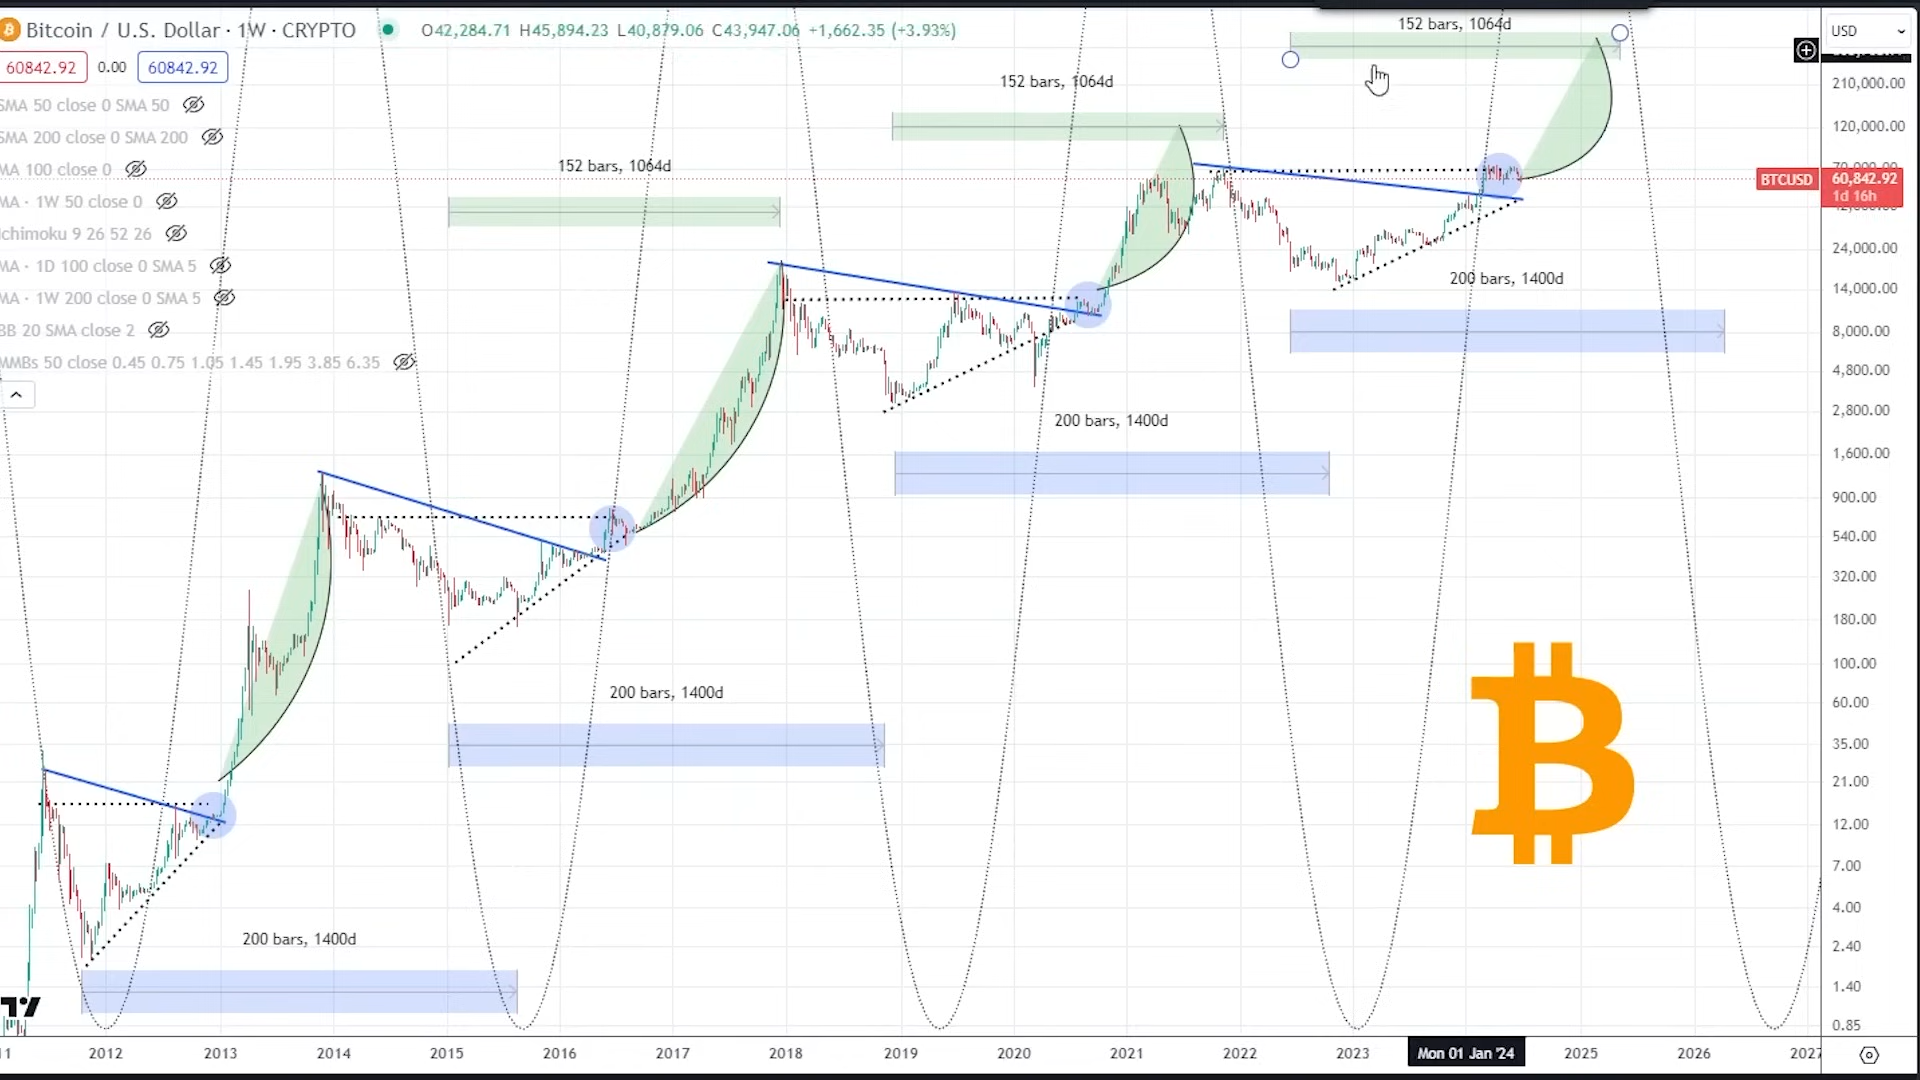 Bitcoin / U.S. Dollar · 1W · CRYPTO
O42,284.71 H45,894.23 L40,879.06 C43,947.06 +1,662.35 (+3.93%)
60842.92 0.00 60842.92
SMA 50 close 0 SMA 50
SMA 200 close 0 SMA 200
MA 100 close 0
MA · 1W 50 close 0
Ichimoku 9 26 52 26
MA · 1D 100 close 0 SMA 5
MA · 1W 200 close 0 SMA 5
BB 20 SMA close 2
MMBs 50 close 0.45 0.75 1.05 1.45 1.95 3.85 6.35
152 bars, 1064d
152 bars, 1064d
152 bars, 1064d
200 bars, 1400d
200 bars, 1400d
200 bars, 1400d
200 bars, 1400d
USD
210,000.00
120,000.00
70,000.00
BTCUSD 60,842.92
1d 16h
42,000.00
24,000.00
14,000.00
8,000.00
4,800.00
2,800.00
1,600.00
900.00
540.00
320.00
180.00
100.00
60.00
35.00
21.00
12.00
7.00
4.00
2.40
1.40
0.85
11 2012 2013 2014 2015 2016 2017 2018 2019 2020 2021 2022 2023 Mon 01 Jan '24 2025 2026 2027